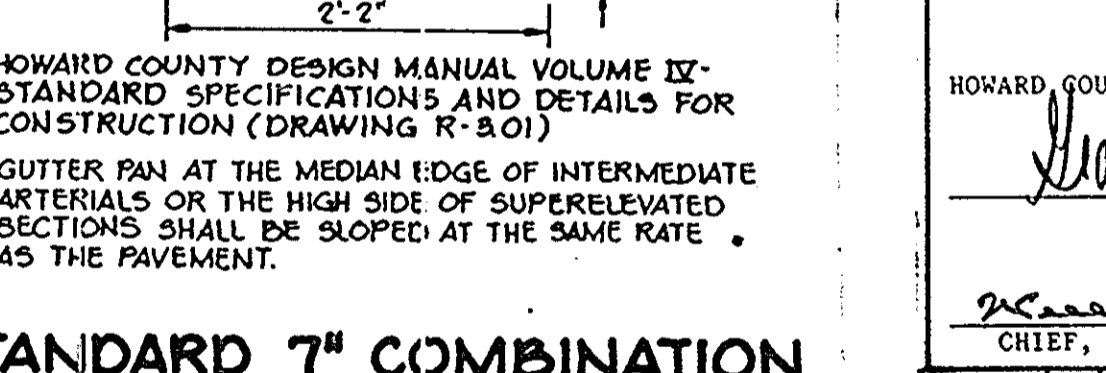 2'-2"
HOWARD COUNTY DESIGN MANUAL VOLUME IV-
STANDARD SPECIFICATIONS AND DETAILS FOR
CONSTRUCTION (DRAWING R-3.01)
GUTTER PAN AT THE MEDIAN EDGE OF INTERMEDIATE
ARTERIALS OR THE HIGH SIDE OF SUPERELEVATED
SECTIONS SHALL BE SLOPED AT THE SAME RATE
AS THE PAVEMENT.
TANDARD 7" COMBINATION
HOWARD COU
CHIEF,